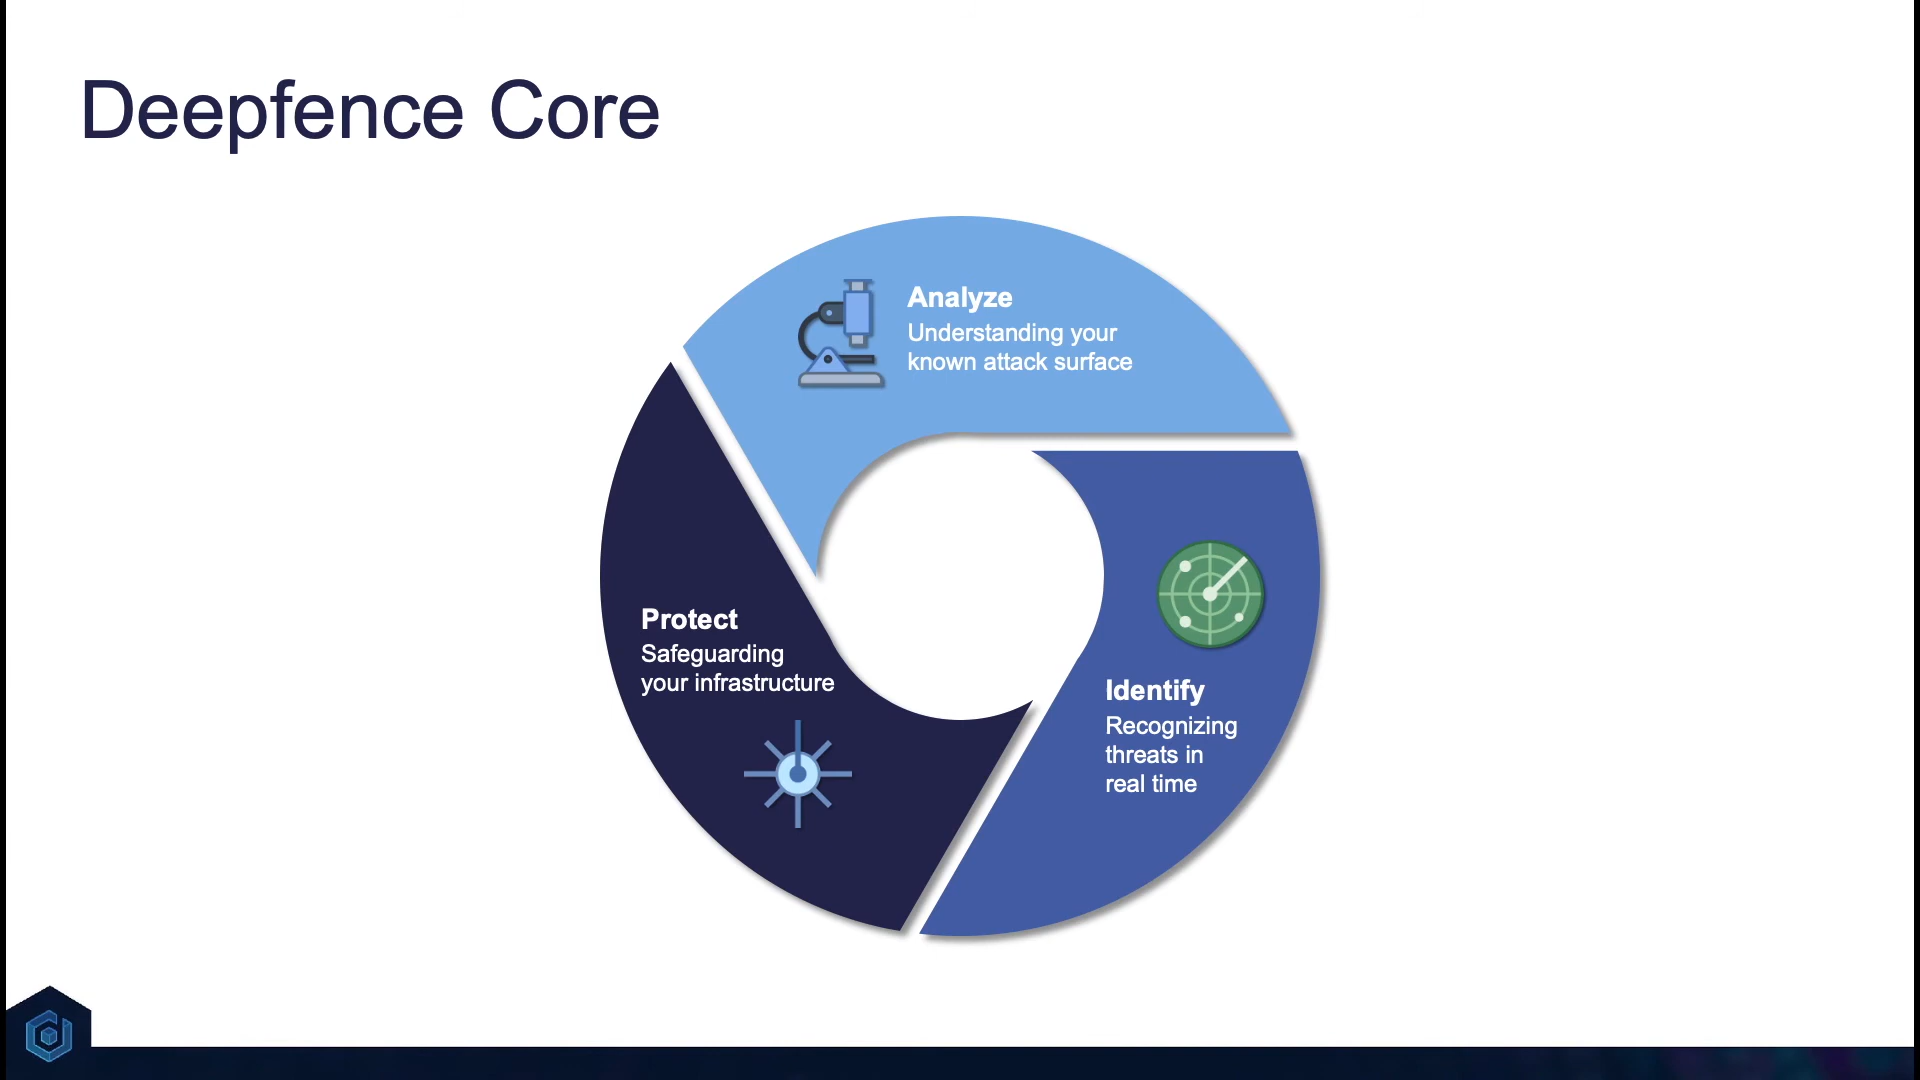 Deepfence Core
Analyze
Understanding your
known attack surface
Identify
Recognizing
threats in
real time
Protect
Safeguarding
your infrastructure